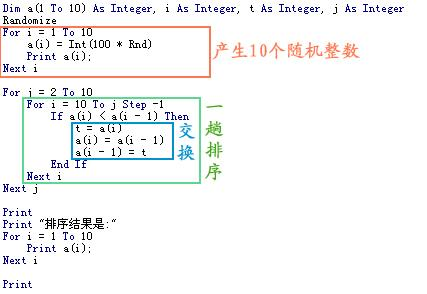 Dim a(1 To 10) As Integer, i As Integer, t As Integer, j As Integer
Randomize
For i = 1 To 10
a(i) = Int(100 * Rnd)
Print a(i);
Next i
产生10个随机整数
For j = 2 To 10
For i = 10 To j Step -1
If a(i) < a(i - 1) Then
t = a(i)
a(i) = a(i - 1)
a(i - 1) = t
End If
Next i
Next j
交换
一趟排序
Print
Print "排序结果是:"
For i = 1 To 10
Print a(i);
Next i
Print